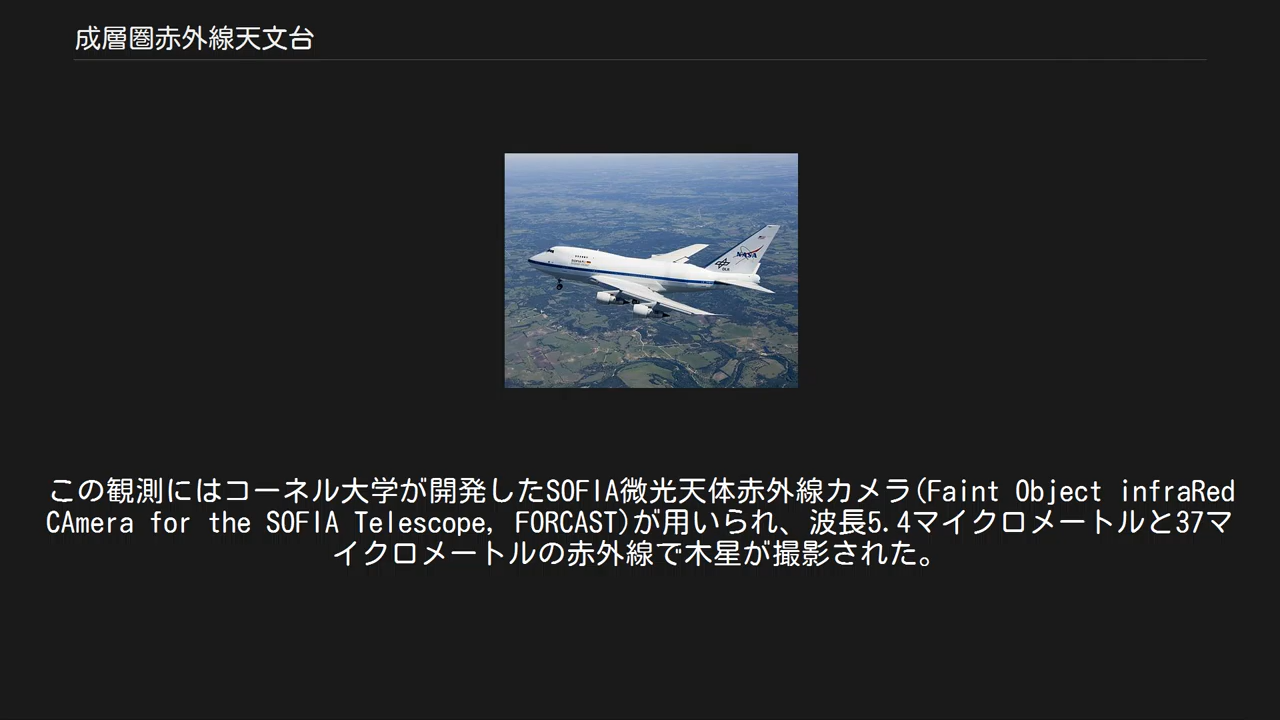 成層圏赤外線天文台
NASA
DLR
SOFIA
この観測にはコーネル大学が開発したSOFIA微光天体赤外線カメラ(Faint Object infraRed
CAmera for the SOFIA Telescope, FORCAST)が用いられ、波長5.4マイクロメートルと37マ
イクロメートルの赤外線で木星が撮影された。